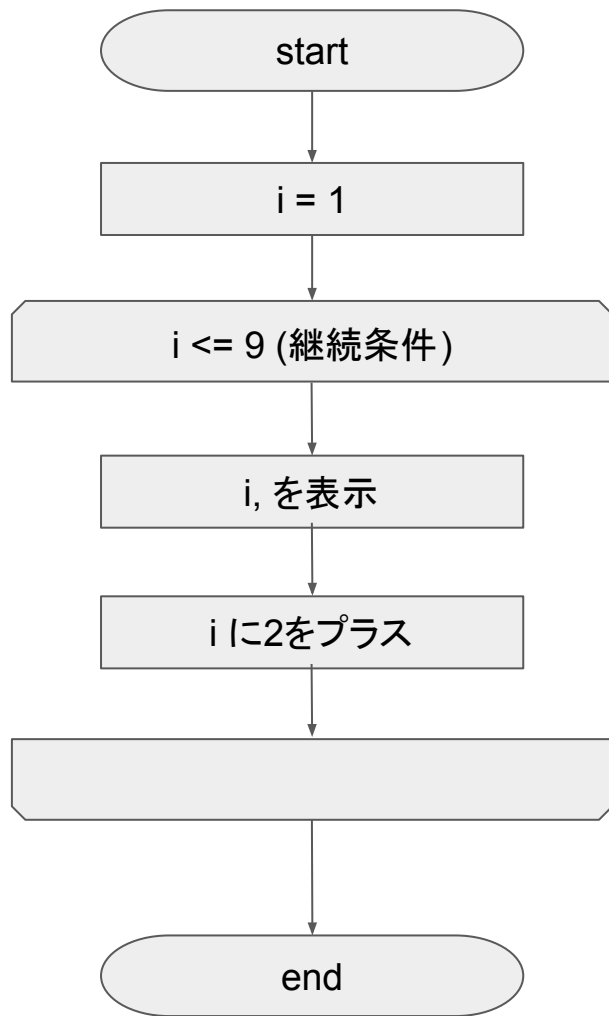 start
i = 1
i <= 9 (継続条件)
i, を表示
i に2をプラス
end